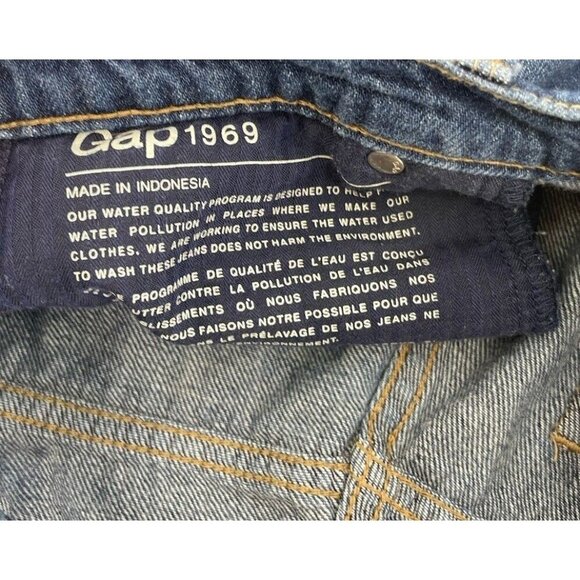 Gap 1969
MADE IN INDONESIA
OUR WATER QUALITY PROGRAM IS DESIGNED TO HELP
WATER POLLUTION IN PLACES WHERE WE MAKE OUR
CLOTHES. WE ARE WORKING TO ENSURE THE WATER USED
TO WASH THESE JEANS DOES NOT HARM THE ENVIRONMENT.
PROGRAMME DE QUALITÉ DE L'EAU EST CONÇU
CONTRE LA POLLUTION DE L'EAU DANS
OÙ NOUS FABRIQUONS NOS
NOUS FAISONS NOTRE POSSIBLE POUR QUE
DE LE PRÉLAVAGE DE NOS JEANS NE